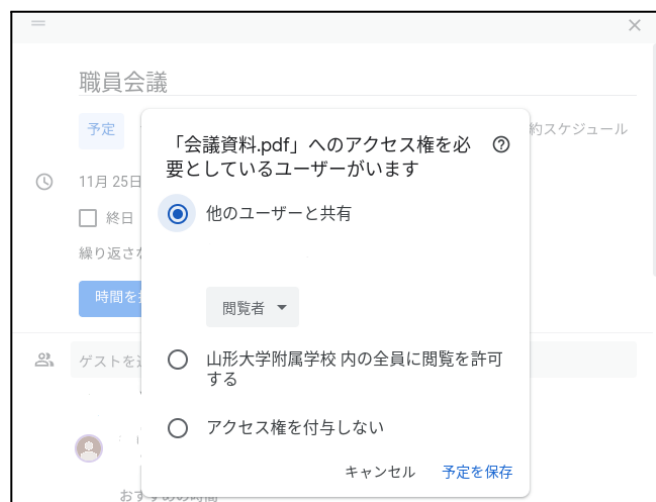 職員会議
予定
約スケジュール
11月 25日
終日
繰り返さ
時間を
ゲストを
「会議資料.pdf」へのアクセス権を必
要としているユーザーがいます
他のユーザーと共有
閲覧者
山形大学附属学校 内の全員に閲覧を許可
する
アクセス権を付与しない
キャンセル 予定を保存
おすすめの時間